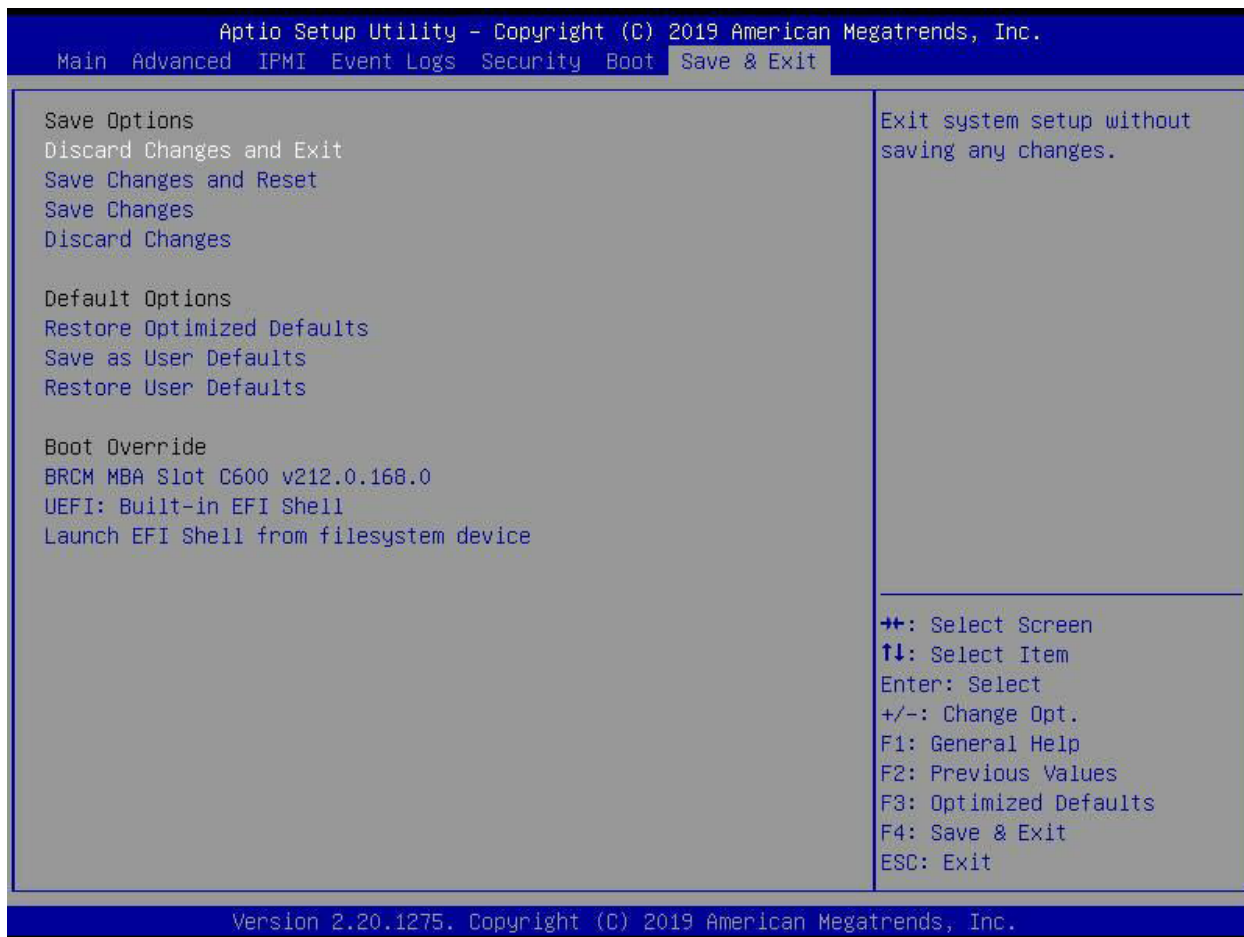 Aptio Setup Utility – Copyright (C) 2019 American Megatrends, Inc.
Main Advanced IPMI Event Logs Security Boot Save & Exit
Save Options
Discard Changes and Exit
Save Changes and Reset
Save Changes
Discard Changes
Default Options
Restore Optimized Defaults
Save as User Defaults
Restore User Defaults
Boot Override
BRCM MBA Slot C600 v212.0.168.0
UEFI: Built-in EFI Shell
Launch EFI Shell from filesystem device
Exit system setup without
saving any changes.
→←: Select Screen
↑↓: Select Item
Enter: Select
+/-: Change Opt.
F1: General Help
F2: Previous Values
F3: Optimized Defaults
F4: Save & Exit
ESC: Exit
Version 2.20.1275. Copyright (C) 2019 American Megatrends, Inc.